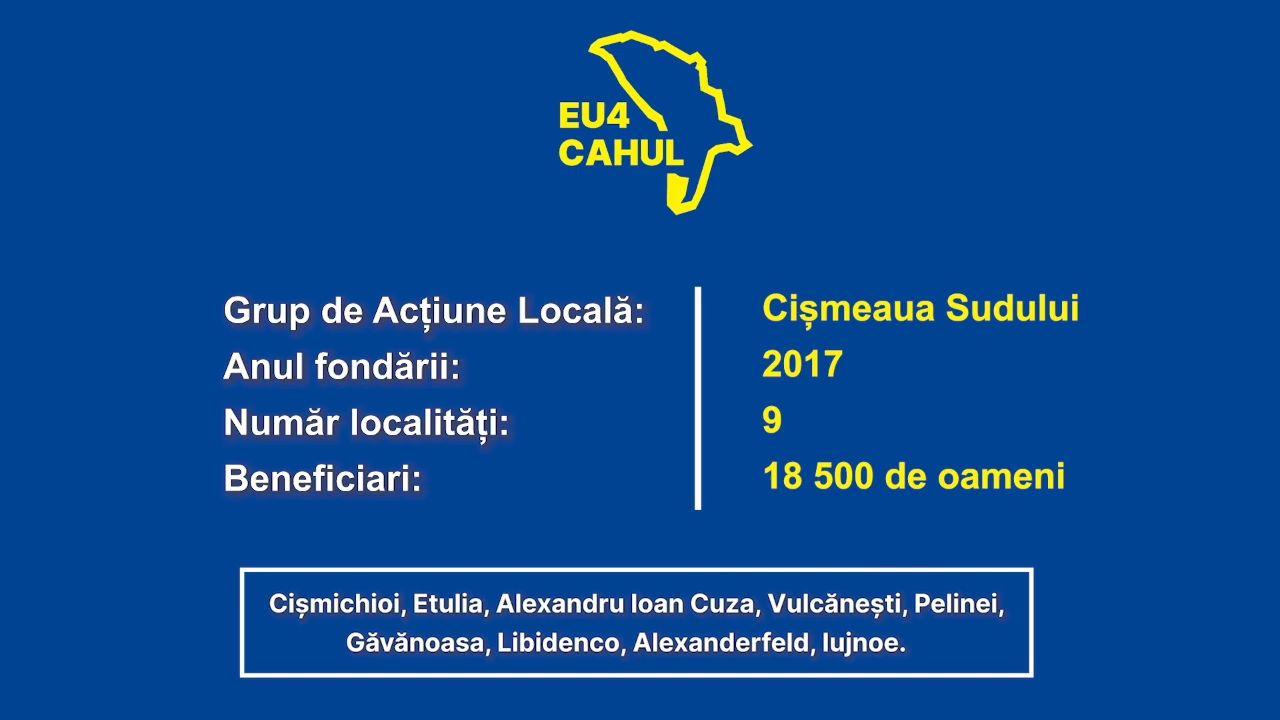 EU4
CAHUL
Grup de Acțiune Locală: Cișmeaua Sudului
Anul fondării: 2017
Număr localități: 9
Beneficiari: 18 500 de oameni
Cișmichioi, Etulia, Alexandru Ioan Cuza, Vulcănești, Pelinei,
Găvănoasa, Libidenco, Alexanderfeld, Iujnoe.